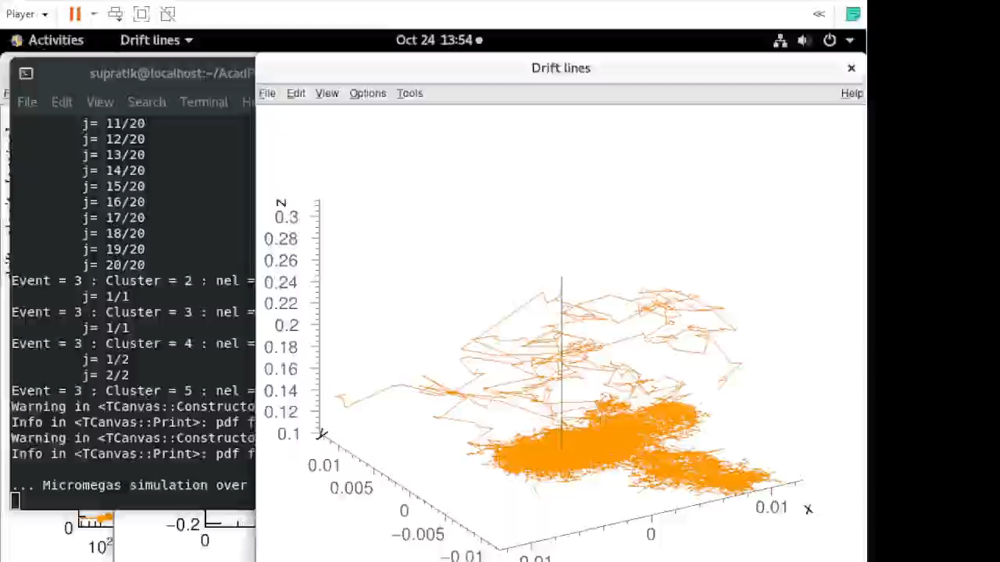 Player
Activities Drift lines Oct 24 13:54
supratik@localhost:~/AcadP
File Edit View Search Terminal
j= 11/20
j= 12/20
j= 13/20
j= 14/20
j= 15/20
j= 16/20
j= 17/20
j= 18/20
j= 19/20
j= 20/20
Event = 3 : Cluster = 2 : nel =
j= 1/1
Event = 3 : Cluster = 3 : nel =
j= 1/1
Event = 3 : Cluster = 4 : nel =
j= 1/2
j= 2/2
Event = 3 : Cluster = 5 : nel =
Warning in <TCanvas::Constructo
Info in <TCanvas::Print>: pdf f
Warning in <TCanvas::Constructo
Info in <TCanvas::Print>: pdf f
... Micromegas simulation over
0
10²
−0.2
0
Drift lines
File Edit View Options Tools Help
z
0.3
0.28
0.26
0.24
0.22
0.2
0.18
0.16
0.14
0.12
0.1
y
0.01
0.005
0
−0.005
−0.01
−0.01
0
0.01
x